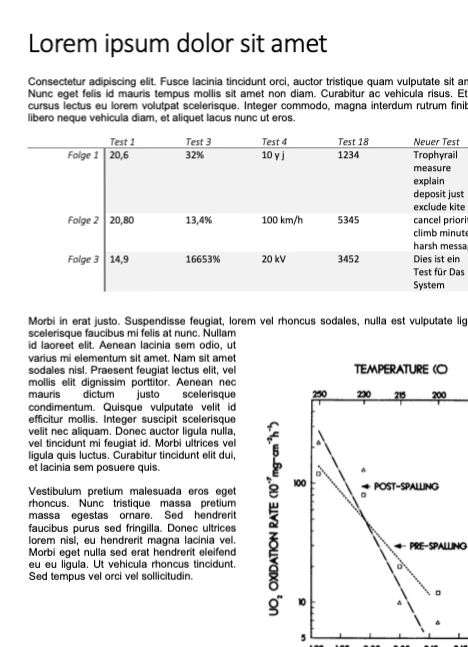 Lorem ipsum dolor sit amet
Consectetur adipiscing elit. Fusce lacinia tincidunt orci, auctor tristique quam vulputate sit am
Nunc eget felis id mauris tempus mollis sit amet non diam. Curabitur ac vehicula risus. Et
cursus lectus eu lorem volutpat scelerisque. Integer commodo, magna interdum rutrum finib
libero neque vehicula diam, et aliquet lacus nunc ut eros.
Test 1 Test 3 Test 4 Test 18 Neuer Test
Folge 1 20,6 32% 10 y j 1234 Trophyrail
measure
explain
deposit just
exclude kite
Folge 2 20,80 13,4% 100 km/h 5345 cancel priori
climb minute
harsh messa
Folge 3 14,9 16653% 20 kV 3452 Dies ist ein
Test für Das
System
Morbi in erat justo. Suspendisse feugiat, lorem vel rhoncus sodales, nulla est vulputate lig
scelerisque faucibus mi felis at nunc. Nullam
id laoreet elit. Aenean lacinia sem odio, ut
varius mi elementum sit amet. Nam sit amet
sodales nisl. Praesent feugiat lectus elit, vel
mollis elit dignissim porttitor. Aenean nec
mauris dictum justo scelerisque
condimentum. Quisque vulputate velit id
efficitur mollis. Integer suscipit scelerisque
velit nec aliquam. Donec auctor ligula nulla,
vel tincidunt mi feugiat id. Morbi ultrices vel
ligula quis luctus. Curabitur tincidunt elit dui,
et lacinia sem posuere quis.
Vestibulum pretium malesuada eros eget
rhoncus. Nunc tristique massa pretium
massa egestas ornare. Sed hendrerit
faucibus purus sed fringilla. Donec ultrices
lorem nisl, eu hendrerit magna lacinia vel.
Morbi eget nulla sed erat hendrerit eleifend
eu eu ligula. Ut vehicula rhoncus tincidunt.
Sed tempus vel orci vel sollicitudin.
TEMPERATURE (C)
250 230 215 200
UO₂ OXIDATION RATE (10⁻⁷mg·cm⁻²·h⁻¹)
100
POST-SPALLING
PRE-SPALLING
10
5